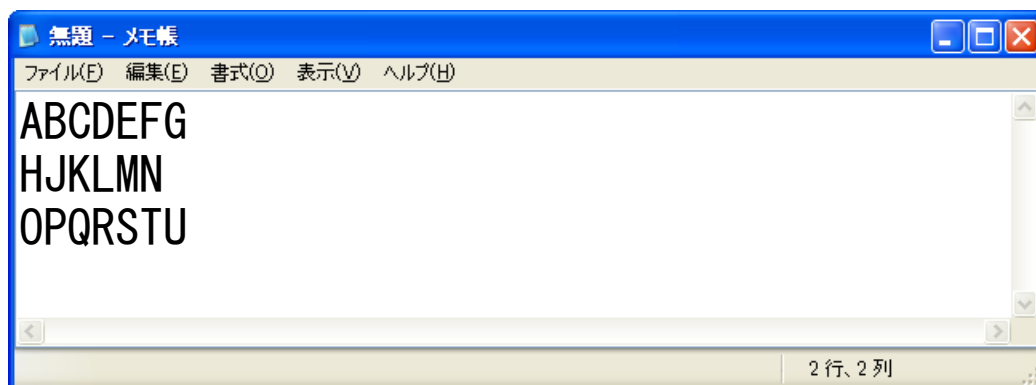 無題 - メモ帳
ファイル(F) 編集(E) 書式(O) 表示(V) ヘルプ(H)
ABCDEFG
HJKLMN
OPQRSTU
2行、2列